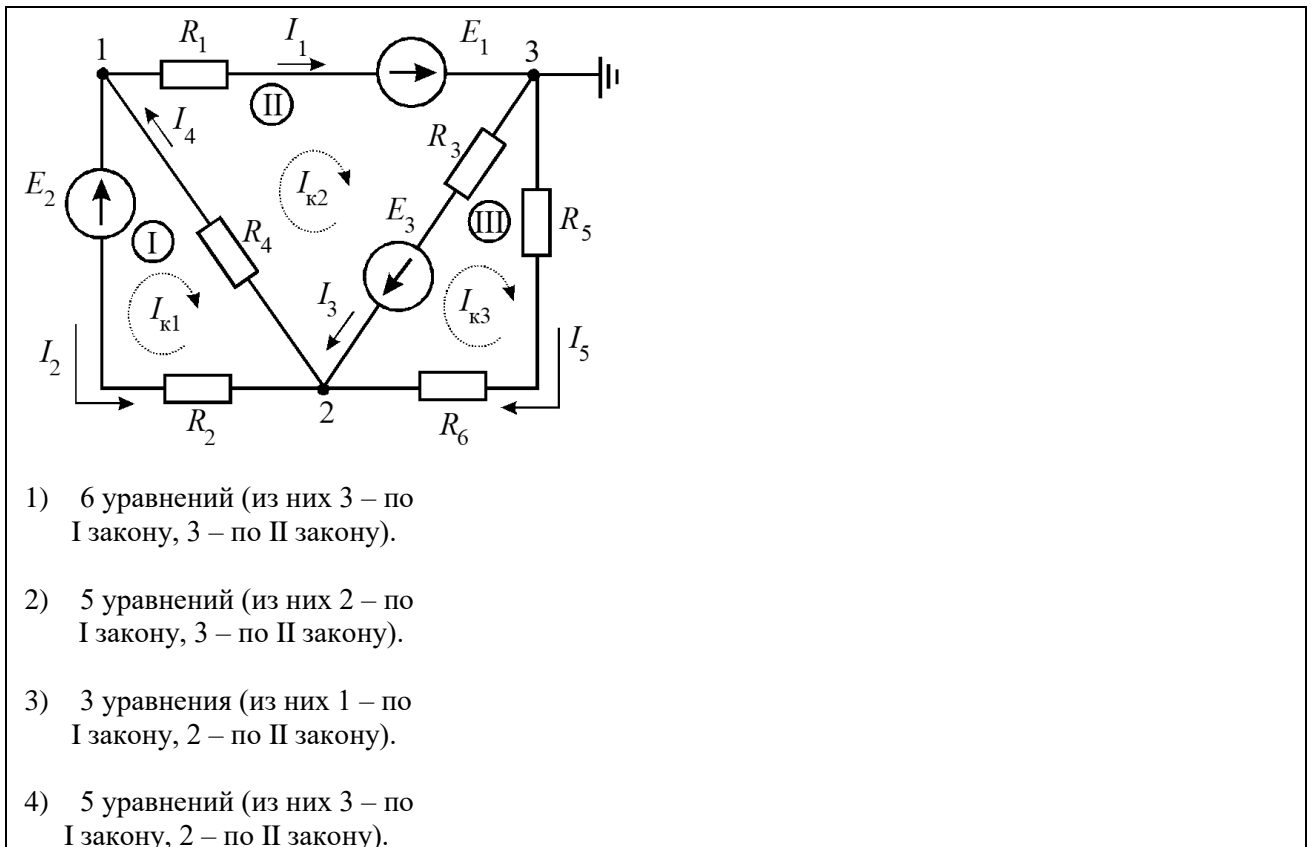 R1 I1 E1
1 3
II
I4
R3
E2 Iк2
E3 III R5
I R4
I3
Iк1 Iк3
I2 I5
2
R2 R6
1) 6 уравнений (из них 3 – по
I закону, 3 – по II закону).
2) 5 уравнений (из них 2 – по
I закону, 3 – по II закону).
3) 3 уравнения (из них 1 – по
I закону, 2 – по II закону).
4) 5 уравнений (из них 3 – по
I закону, 2 – по II закону).